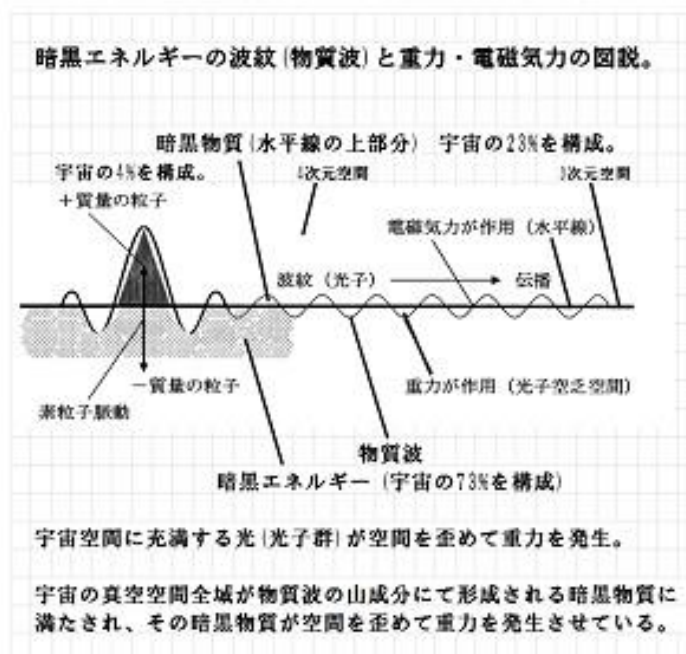 暗黒エネルギーの波紋(物質波)と重力・電磁気力の図説。
暗黒物質(水平線の上部分) 宇宙の23%を構成。
宇宙の4%を構成。
4次元空間
3次元空間
+質量の粒子
電磁気力が作用(水平線)
波紋(光子)
伝播
-質量の粒子
重力が作用(光子空乏空間)
素粒子脈動
物質波
暗黒エネルギー(宇宙の73%を構成)
宇宙空間に充満する光(光子群)が空間を歪めて重力を発生。
宇宙の真空空間全域が物質波の山成分にて形成される暗黒物質に
満たされ、その暗黒物質が空間を歪めて重力を発生させている。